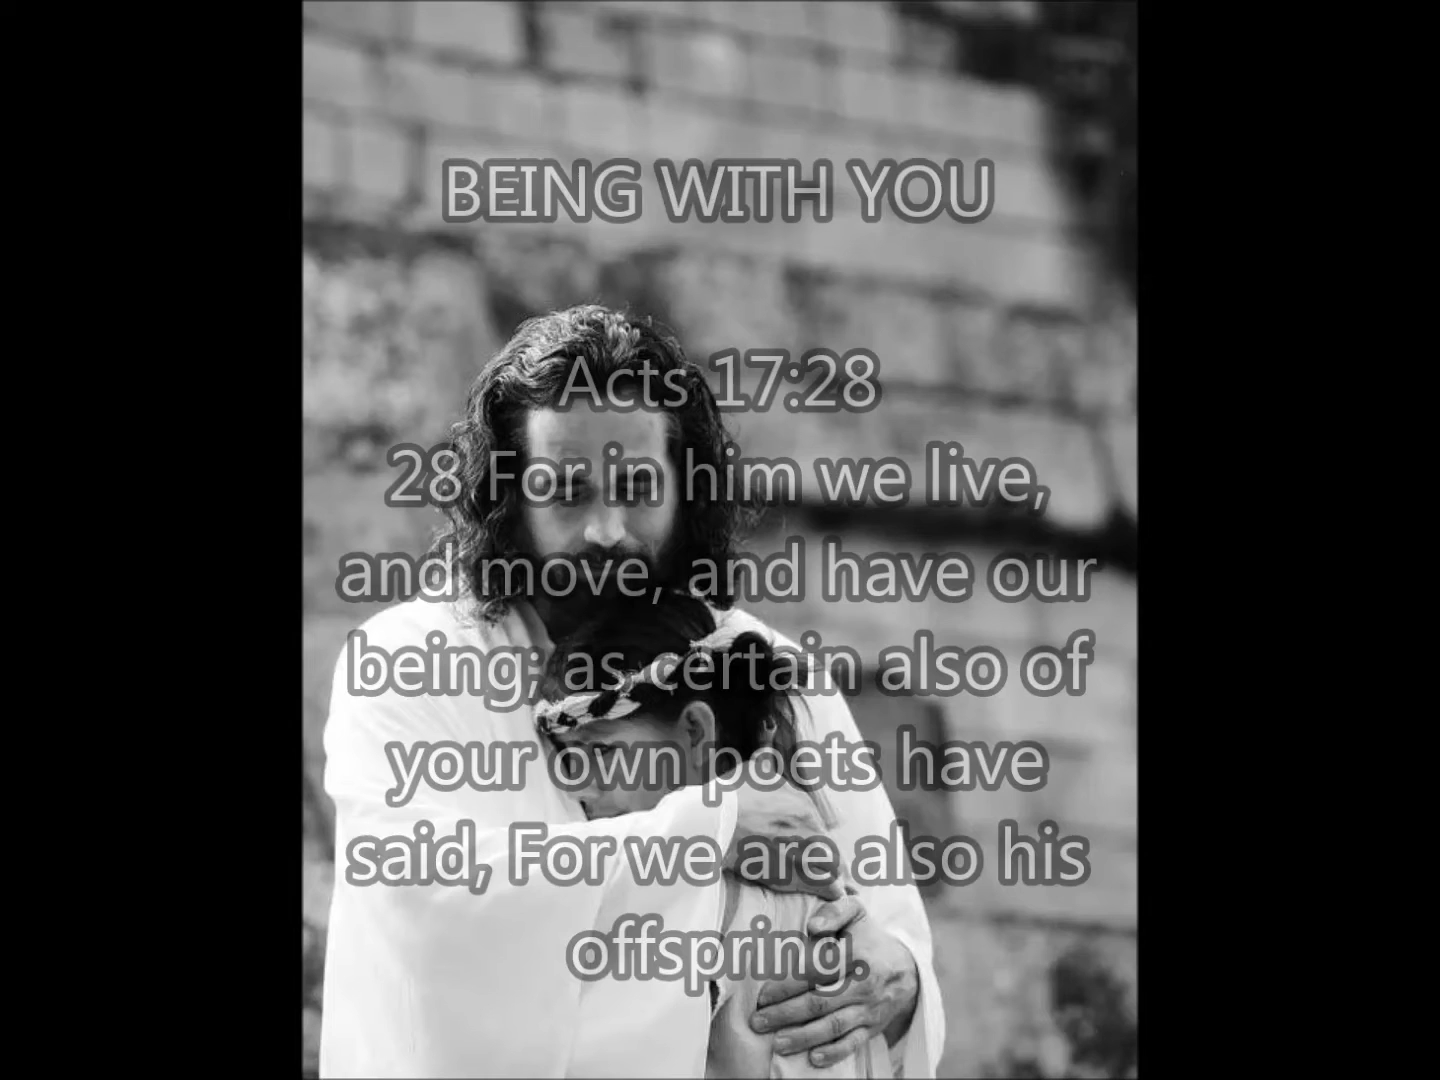 BEING WITH YOU
Acts 17:28
28 For in him we live,
and move, and have our
being; as certain also of
your own poets have
said, For we are also his
offspring.